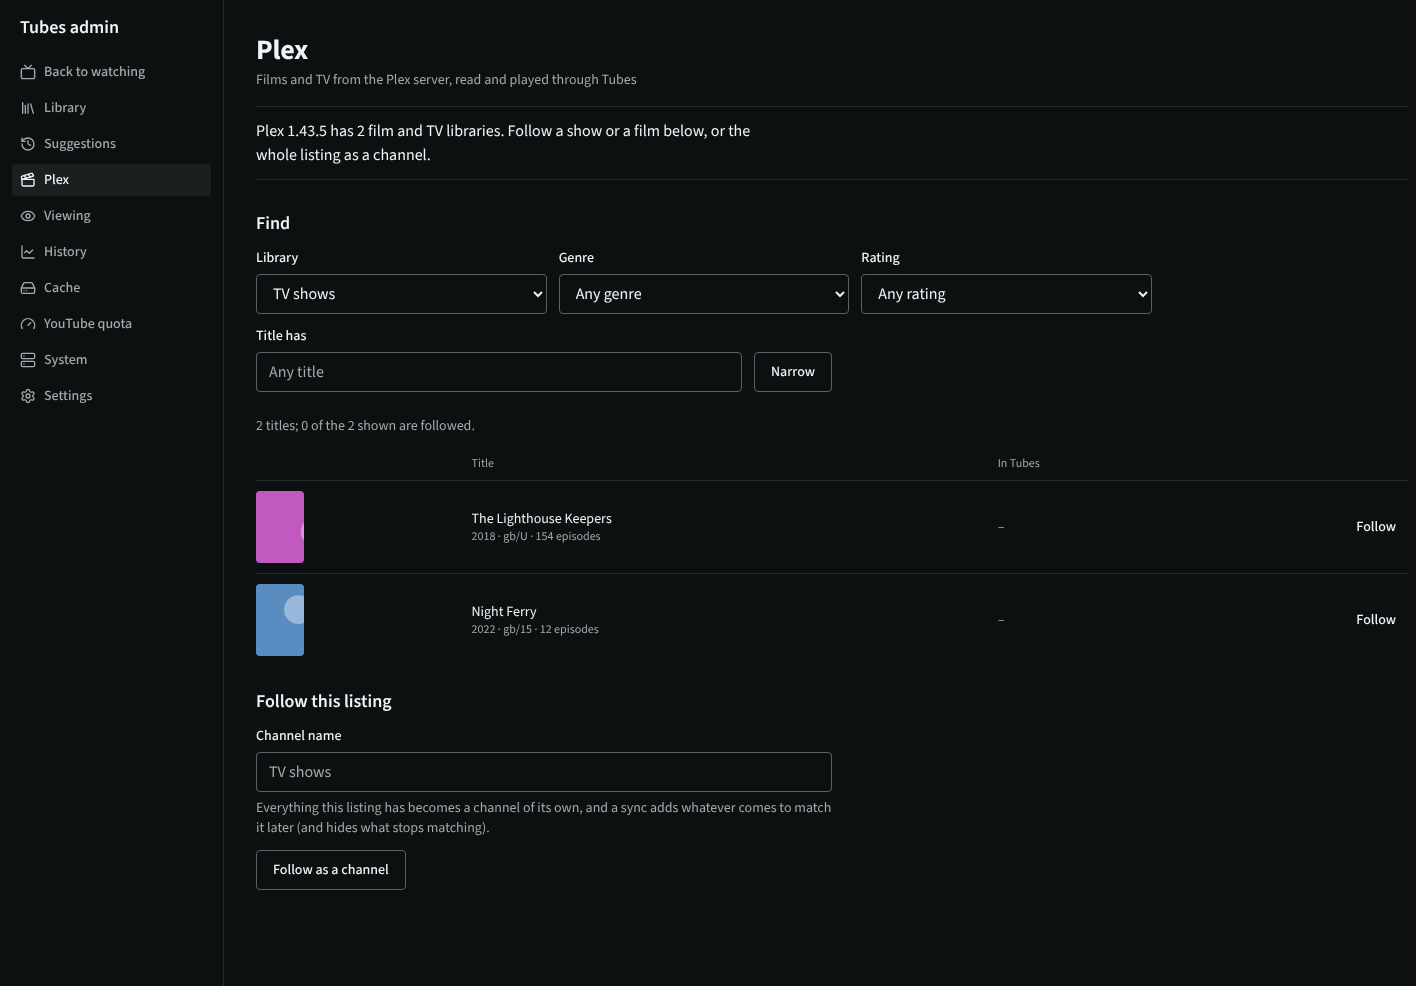 Tubes admin
Back to watching
Library
Suggestions
Plex
Viewing
History
Cache
YouTube quota
System
Settings
Plex
Films and TV from the Plex server, read and played through Tubes
Plex 1.43.5 has 2 film and TV libraries. Follow a show or a film below, or the
whole listing as a channel.
Find
Library Genre Rating
TV shows Any genre Any rating
Title has
Any title Narrow
2 titles; 0 of the 2 shown are followed.
Title In Tubes
The Lighthouse Keepers
2018 · gb/U · 154 episodes
– Follow
Night Ferry
2022 · gb/15 · 12 episodes
– Follow
Follow this listing
Channel name
TV shows
Everything this listing has becomes a channel of its own, and a sync adds whatever comes to match
it later (and hides what stops matching).
Follow as a channel